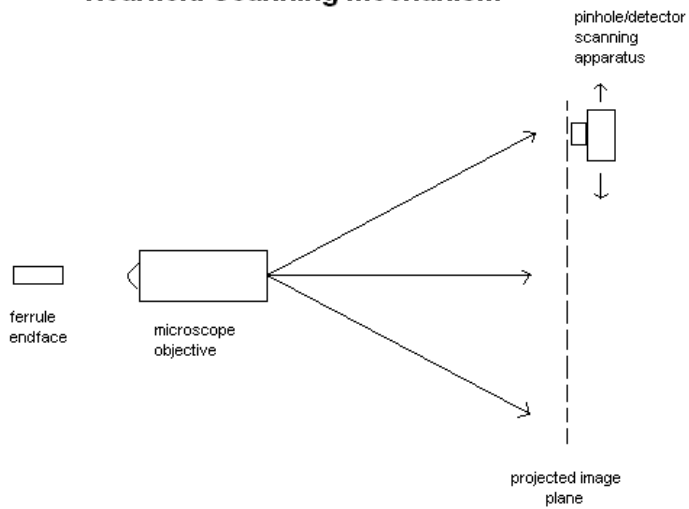 Nearfield Scanning Mechanism
pinhole/detector
scanning
apparatus
ferrule
endface
microscope
objective
projected image
plane